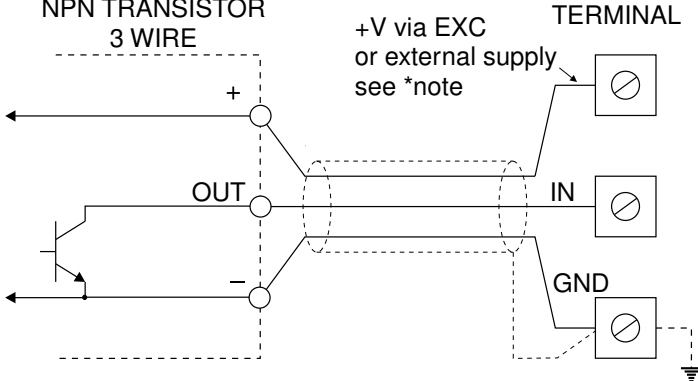 NPN TRANSISTOR
3 WIRE
+V via EXC
or external supply
see *note
TERMINAL
+
OUT
IN
–
GND